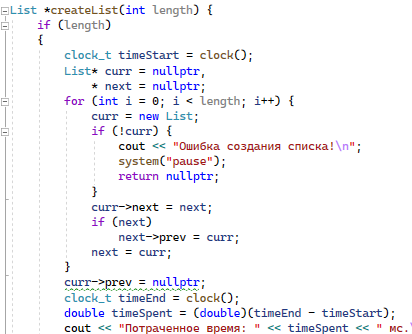 List *createList(int length) {
if (length)
{
clock_t timeStart = clock();
List* curr = nullptr,
* next = nullptr;
for (int i = 0; i < length; i++) {
curr = new List;
if (!curr) {
cout << "Ошибка создания списка!\n";
system("pause");
return nullptr;
}
curr->next = next;
if (next)
next->prev = curr;
next = curr;
}
curr->prev = nullptr;
clock_t timeEnd = clock();
double timeSpent = (double)(timeEnd - timeStart);
cout << "Потраченное время: " << timeSpent << " мс.